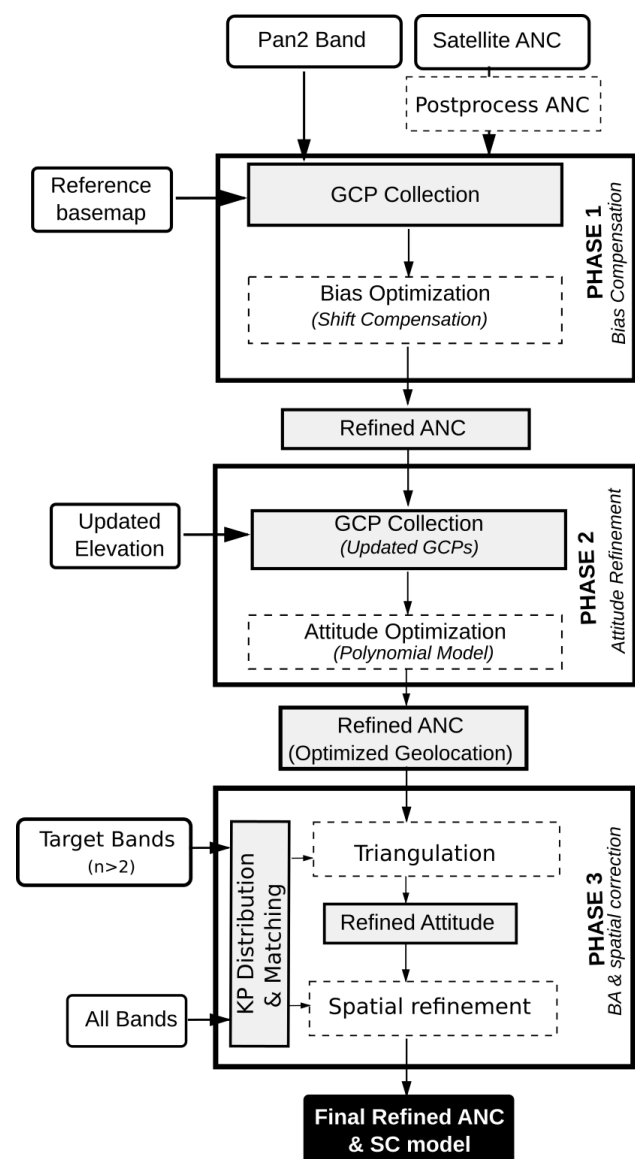 Pan2 Band
Satellite ANC
Postprocess ANC
Reference
basemap
GCP Collection
Bias Optimization
(Shift Compensation)
PHASE 1
Bias Compensation
Refined ANC
Updated
Elevation
GCP Collection
(Updated GCPs)
Attitude Optimization
(Polynomial Model)
PHASE 2
Attitude Refinement
Refined ANC
(Optimized Geolocation)
Target Bands
(n>2)
All Bands
KP Distribution
& Matching
Triangulation
Refined Attitude
Spatial refinement
PHASE 3
BA & spatial correction
Final Refined ANC
& SC model